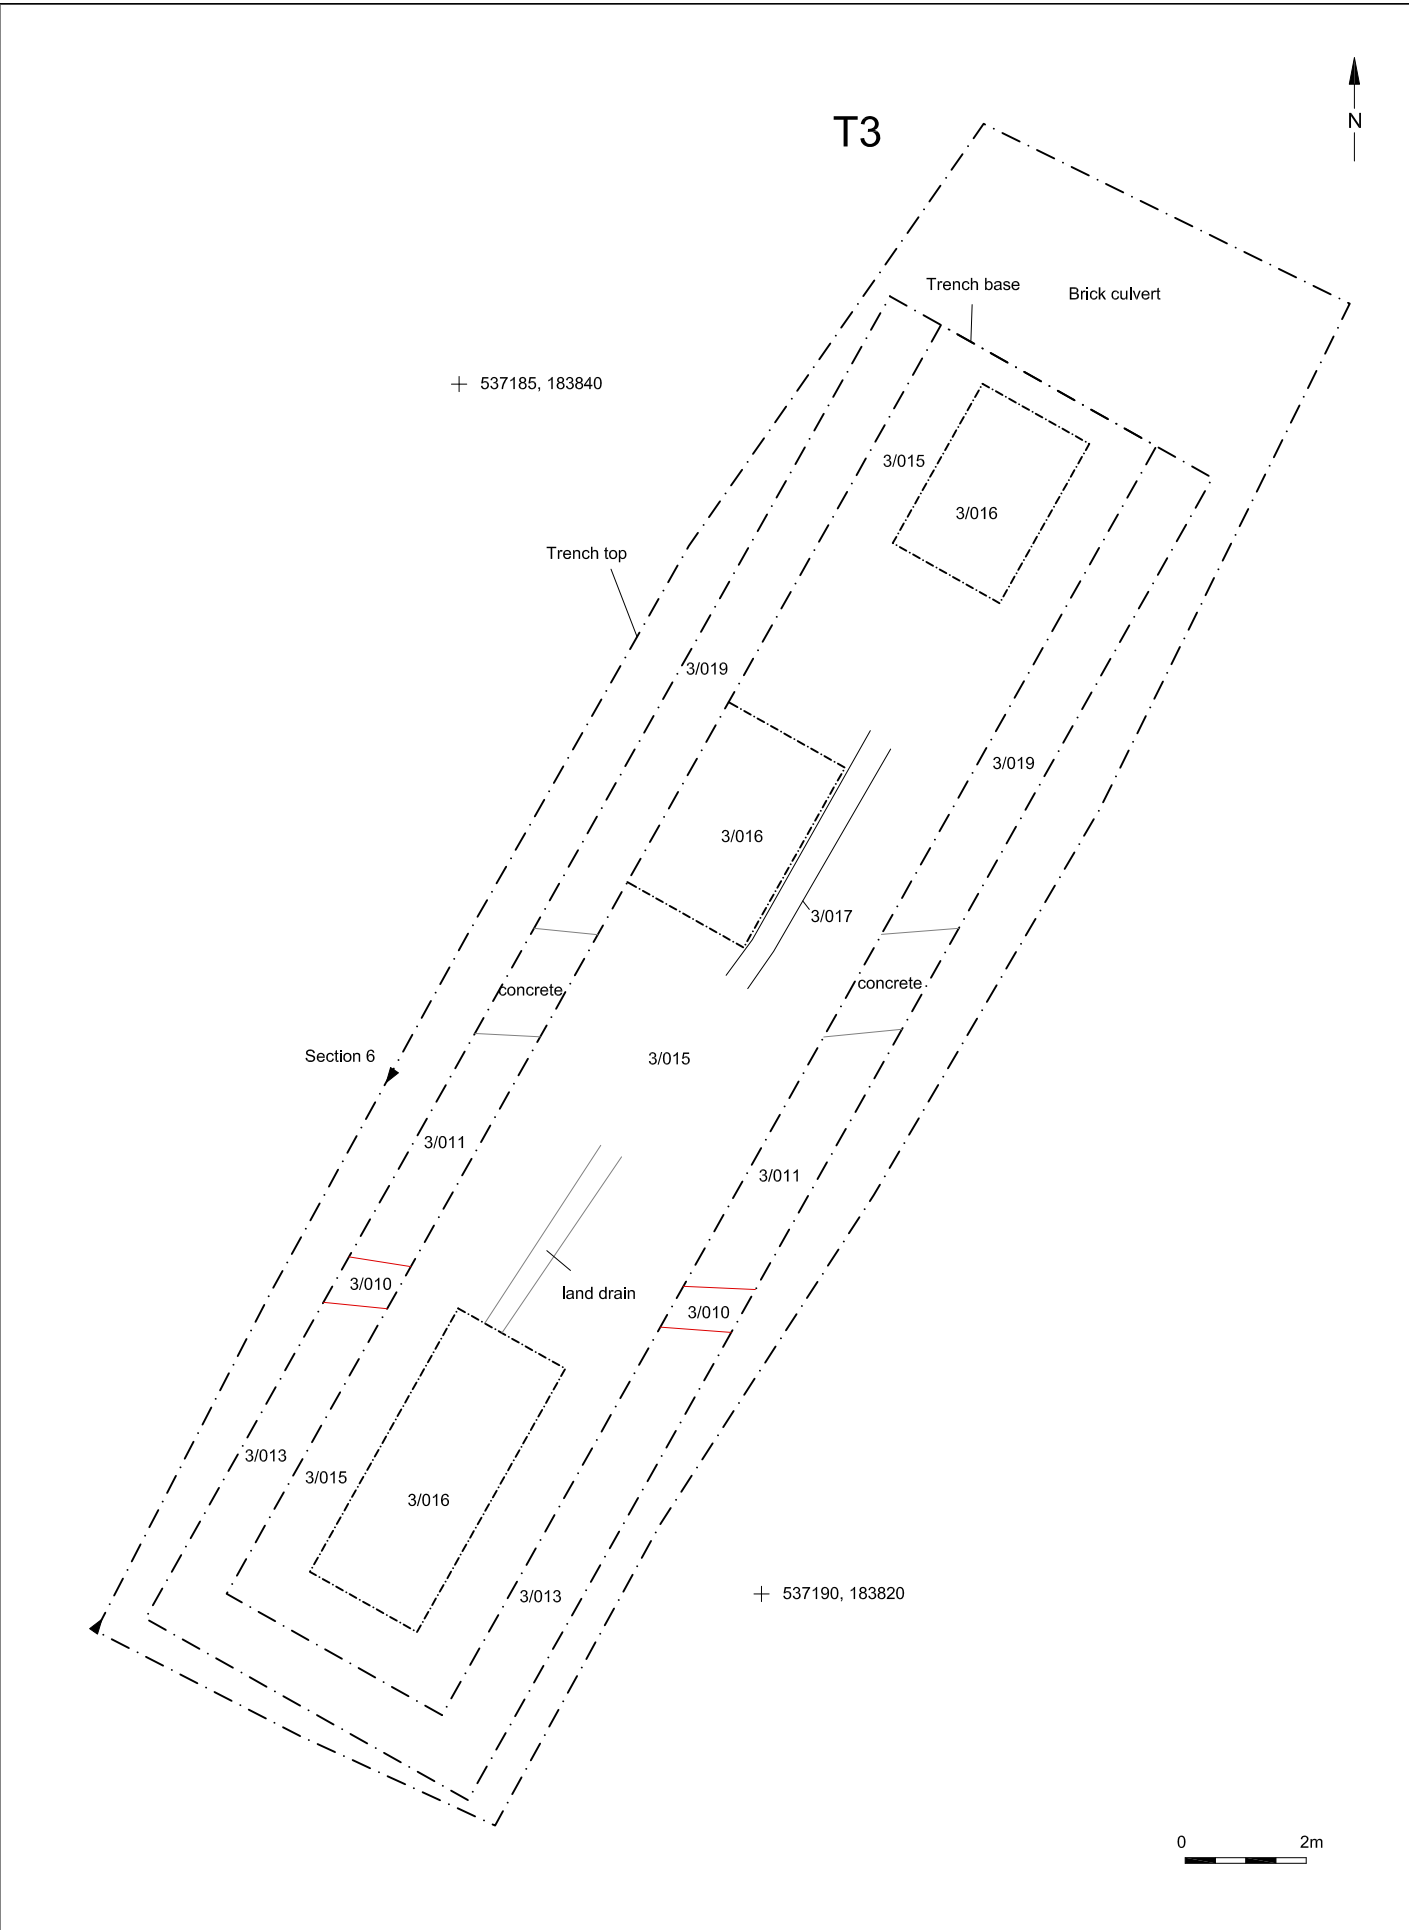 T3
N
Trench base
Brick culvert
537185, 183840
3/015
3/016
Trench top
3/019
3/019
3/016
3/017
concrete
concrete
Section 6
3/015
3/011
3/011
3/010
land drain
3/010
3/013
3/015
3/016
3/013
537190, 183820
0 2m